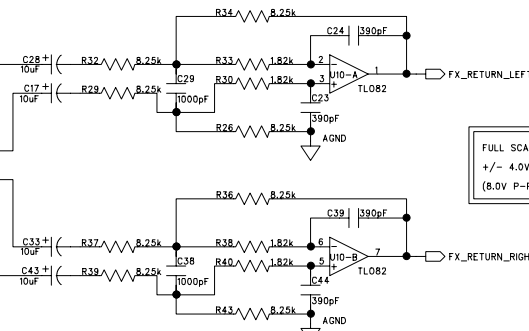 R34 8.25k
C24 390pF
C28 + R32 8.25k R33 1.82k 2 -
10uF
C29 R30 1.82k 3 + U10-A 1 FX_RETURN_LEFT
C17 + R29 8.25k TL082
10uF 1000pF C23
390pF
R26 8.25k AGND
FULL SCA
+/- 4.0V
(8.0V P-P
R36 8.25k
C39 390pF
C33 + R37 8.25k R38 1.82k 6 -
10uF
C38 R40 1.82k 5 + U10-B 7 FX_RETURN_RIGH
C43 + R39 8.25k TL082
10uF 1000pF C44
390pF
R43 8.25k AGND